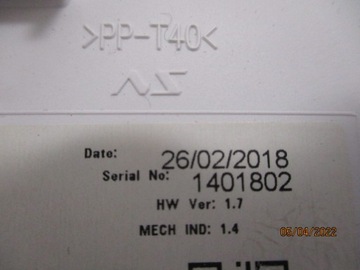 >PP-T40<
Date: 26/02/2018
Serial No: 1401802
HW Ver: 1.7
MECH IND: 1.4
05/04/2022